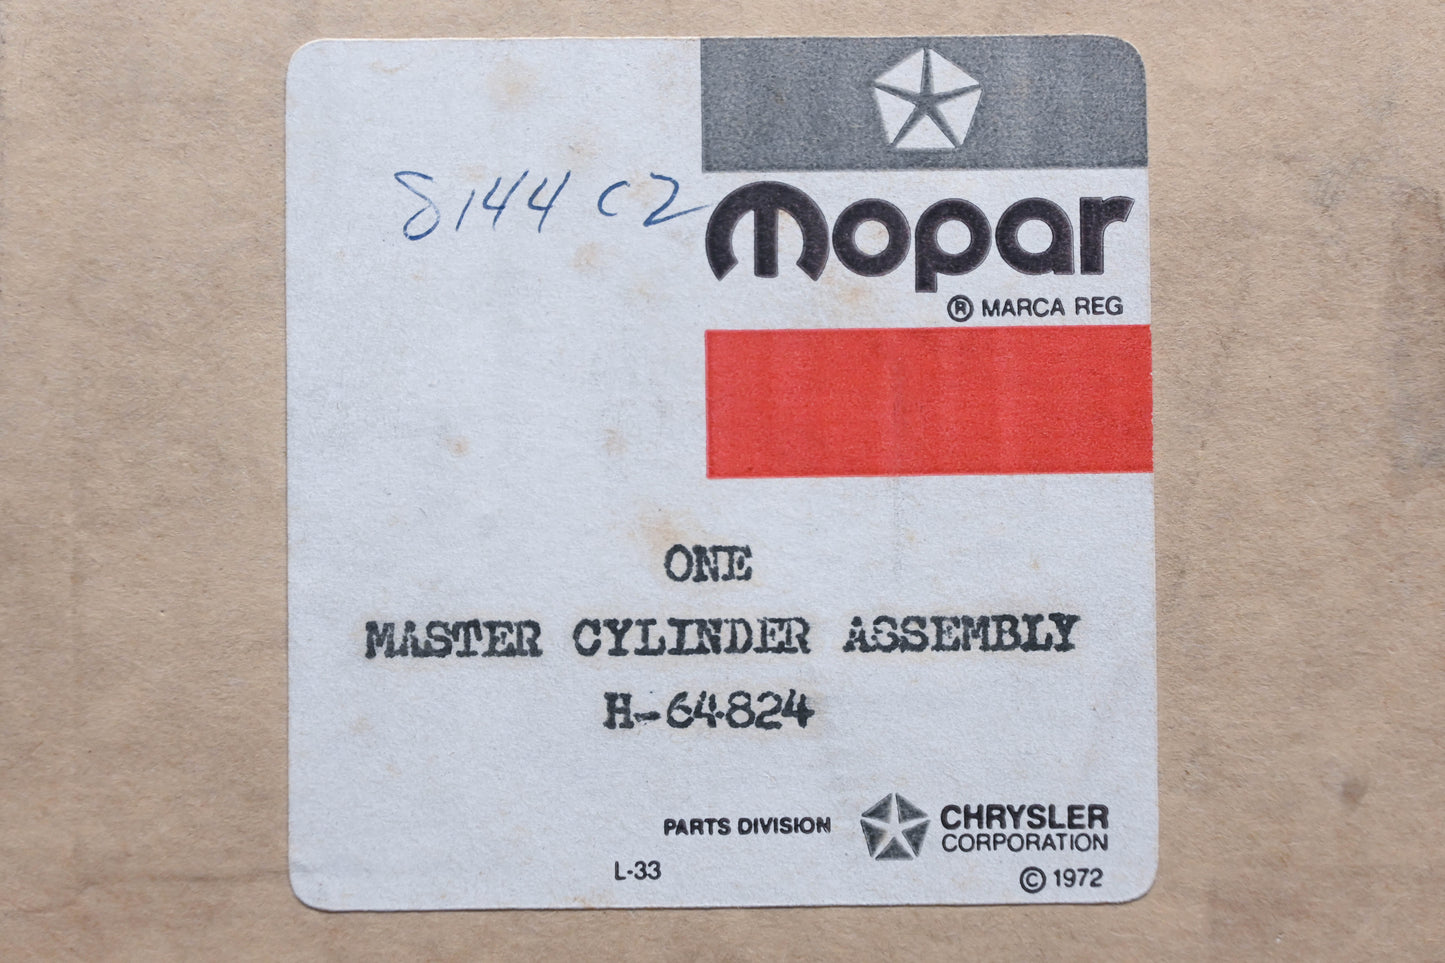 8144 C2
mopar
® MARCA REG
ONE
MASTER CYLINDER ASSEMBLY
H-64824
PARTS DIVISION
CHRYSLER
CORPORATION
L-33
© 1972